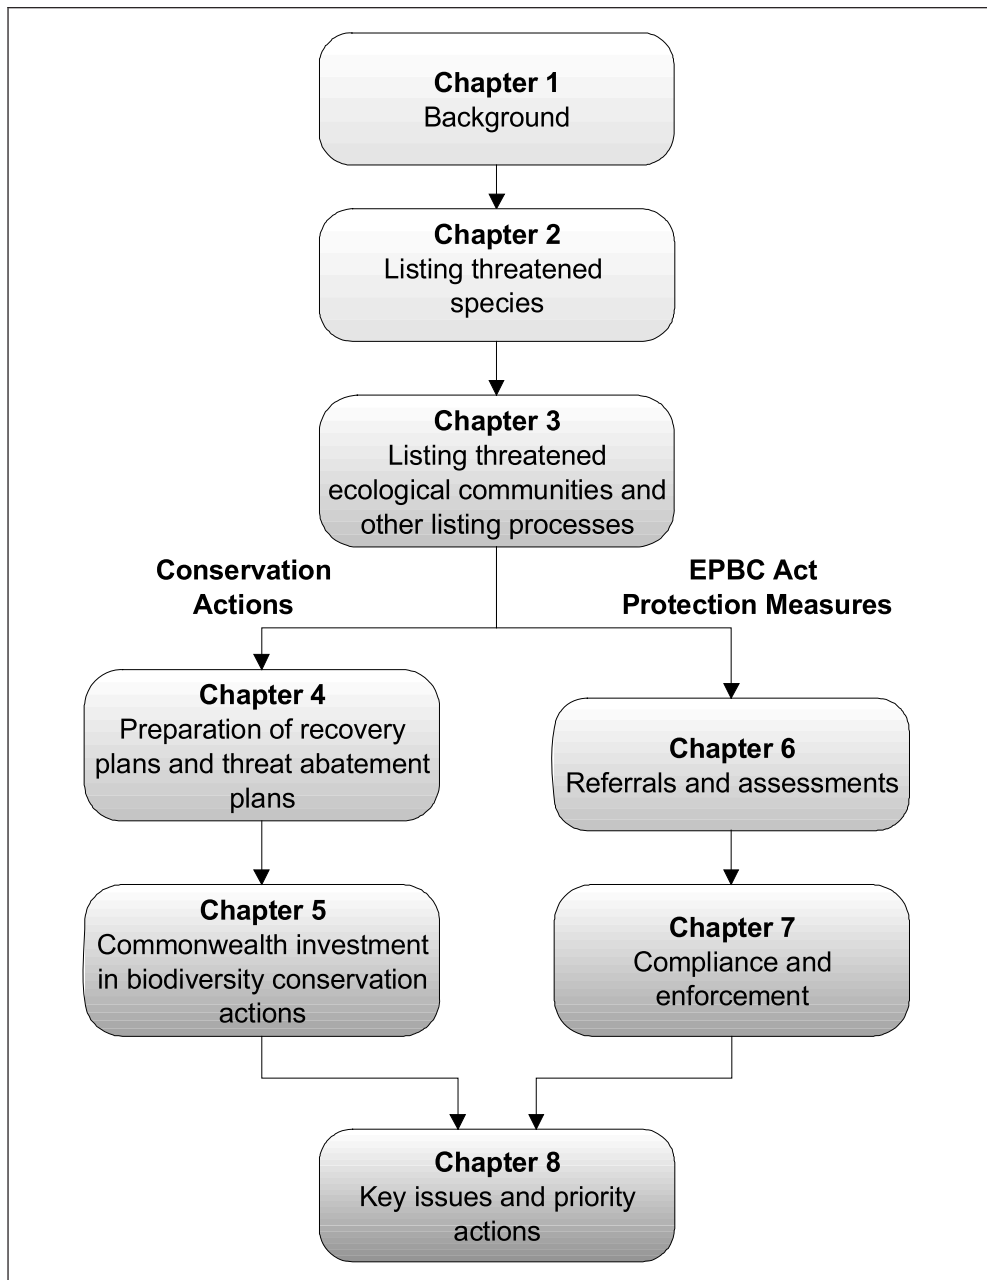 Chapter 1
Background
Chapter 2
Listing threatened
species
Chapter 3
Listing threatened
ecological communities and
other listing processes
Conservation
Actions
EPBC Act
Protection Measures
Chapter 4
Preparation of recovery
plans and threat abatement
plans
Chapter 5
Commonwealth investment
in biodiversity conservation
actions
Chapter 6
Referrals and assessments
Chapter 7
Compliance and
enforcement
Chapter 8
Key issues and priority
actions